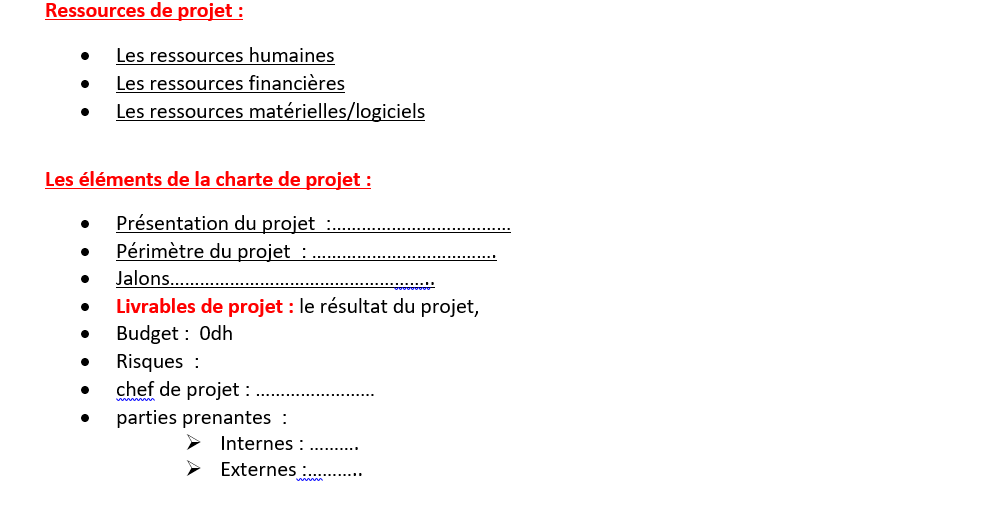 Ressources de projet :
• Les ressources humaines
• Les ressources financières
• Les ressources matérielles/logiciels
Les éléments de la charte de projet :
• Présentation du projet :......................................
• Périmètre du projet : .......................................
• Jalons.........................................................
• Livrables de projet : le résultat du projet,
• Budget : 0dh
• Risques :
• chef de projet : .........................
• parties prenantes :
➢ Internes : ..........
➢ Externes :.............